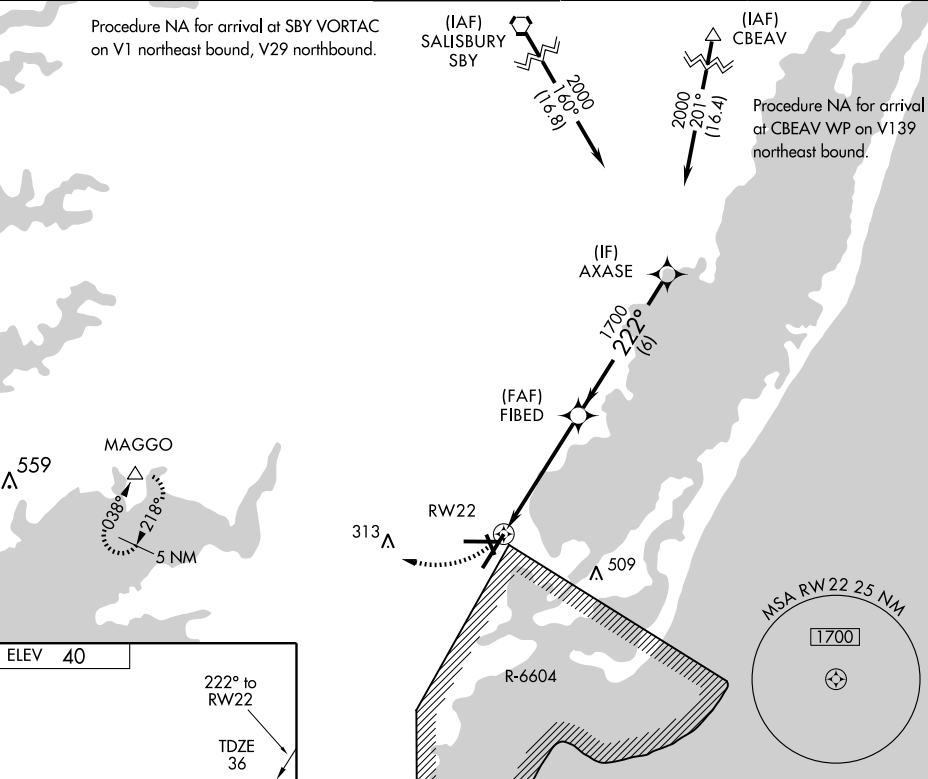 Procedure NA for arrival at SBY VORTAC
on V1 northeast bound, V29 northbound.
(IAF)
SALISBURY
SBY
2000
160°
(16.8)
(IAF)
CBEAV
2000
201°
(16.4)
Procedure NA for arrival
at CBEAV WP on V139
northeast bound.
(IF)
AXASE
1700
222°
(6)
(FAF)
FIBED
MAGGO
559
038°
218°
5 NM
RW22
313
509
R-6604
MSA RW22 25 NM
1700
ELEV 40
222° to
RW22
TDZE
36